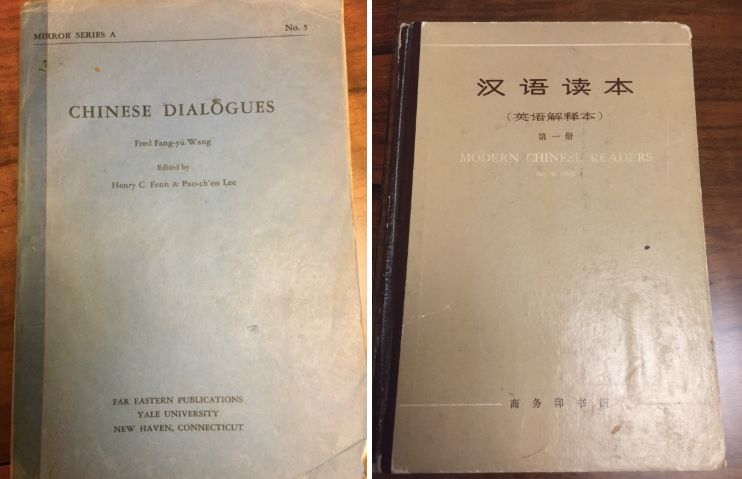 MIRROR SERIES A
No. 5
CHINESE DIALOGUES
Fred Fang-yü Wang
Edited by
Henry C. Fenn & Pao-ch'en Lee
FAR EASTERN PUBLICATIONS
YALE UNIVERSITY
NEW HAVEN, CONNECTICUT
汉语读本
(英语解释本)
第一册
MODERN CHINESE READERS
商务印书馆